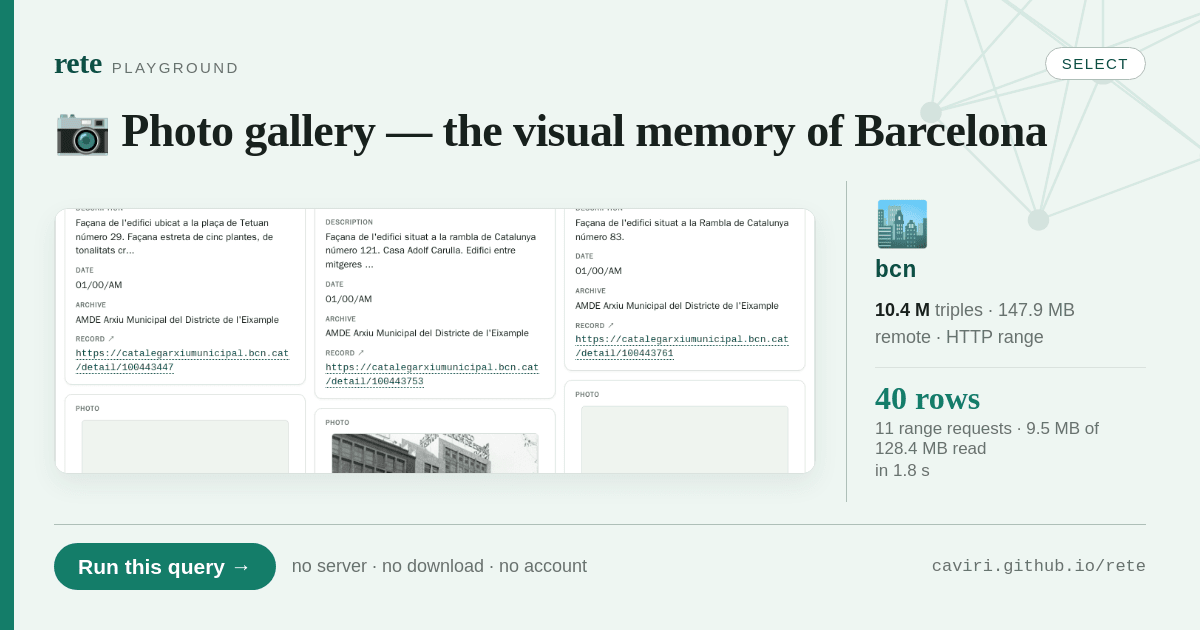 rete PLAYGROUND
SELECT
Photo gallery — the visual memory of Barcelona
Façana de l'edifici ubicat a la plaça de Tetuan
número 29. Façana estreta de cinc plantes, de
tonalitats cr...
DATE
01/00/AM
ARCHIVE
AMDE Arxiu Municipal del Districte de l'Eixample
RECORD ↗
https://catalegarxiumunicipal.bcn.cat
/detail/100443447
PHOTO
DESCRIPTION
Façana de l'edifici situat a la rambla de Catalunya
número 121. Casa Adolf Carulla. Edifici entre
mitgeres ...
DATE
01/00/AM
ARCHIVE
AMDE Arxiu Municipal del Districte de l'Eixample
RECORD ↗
https://catalegarxiumunicipal.bcn.cat
/detail/100443753
PHOTO
Façana de l'edifici situat a la Rambla de Catalunya
número 83.
DATE
01/00/AM
ARCHIVE
AMDE Arxiu Municipal del Districte de l'Eixample
RECORD ↗
https://catalegarxiumunicipal.bcn.cat
/detail/100443761
PHOTO
bcn
10.4 M triples · 147.9 MB
remote · HTTP range
40 rows
11 range requests · 9.5 MB of
128.4 MB read
in 1.8 s
Run this query →
no server · no download · no account
caviri.github.io/rete